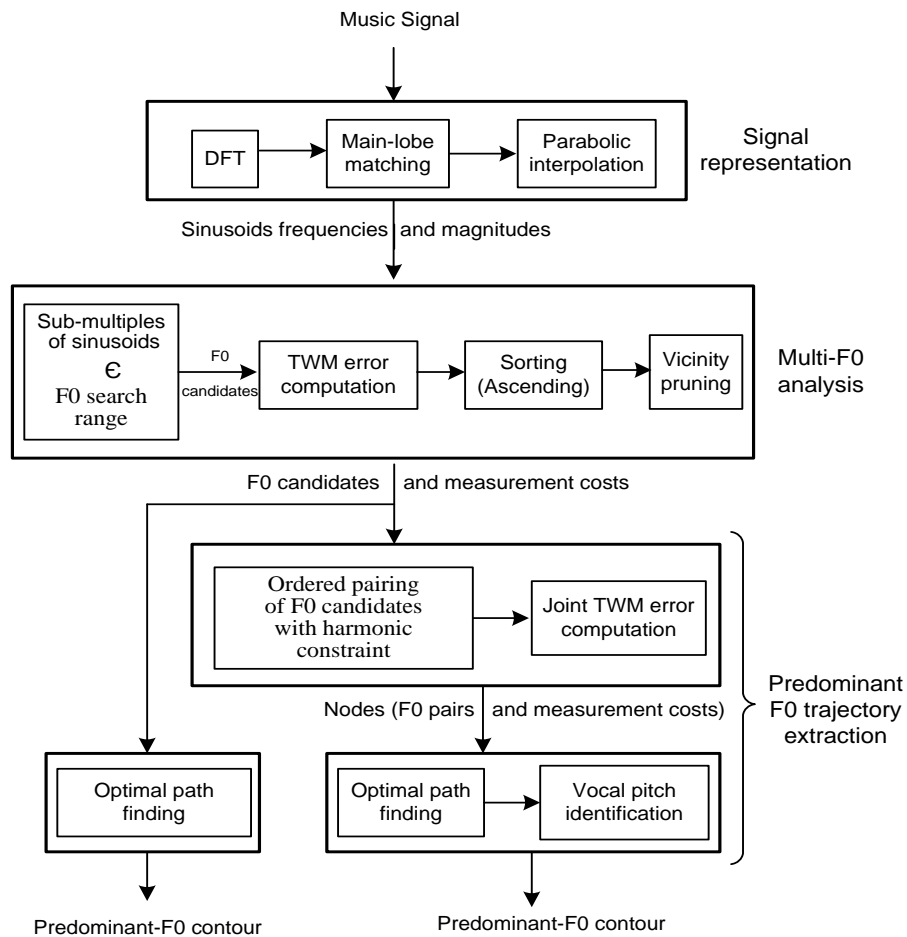 Music Signal
DFT
Main-lobe
matching
Parabolic
interpolation
Signal
representation
Sinusoids frequencies and magnitudes
Sub-multiples
of sinusoids
Є
F0 search
range
F0
candidates
TWM error
computation
Sorting
(Ascending)
Vicinity
pruning
Multi-F0
analysis
F0 candidates and measurement costs
Ordered pairing
of F0 candidates
with harmonic
constraint
Joint TWM error
computation
Nodes (F0 pairs and measurement costs)
Predominant
F0 trajectory
extraction
Optimal path
finding
Optimal path
finding
Vocal pitch
identification
Predominant-F0 contour
Predominant-F0 contour